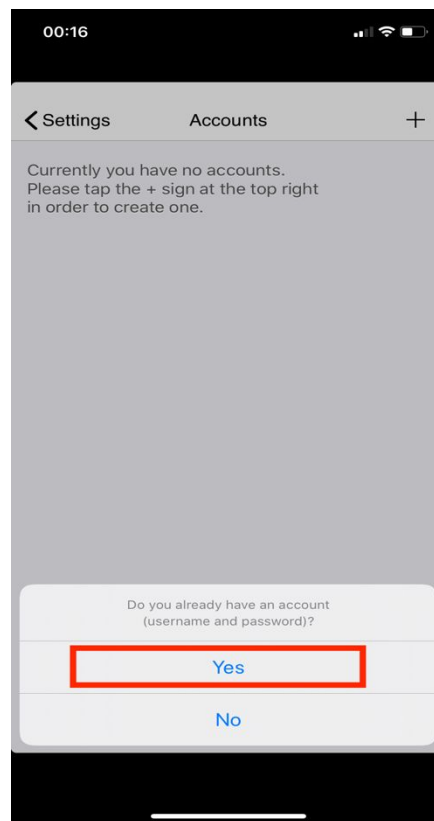 00:16
Settings Accounts +
Currently you have no accounts.
Please tap the + sign at the top right
in order to create one.
Do you already have an account
(username and password)?
Yes
No